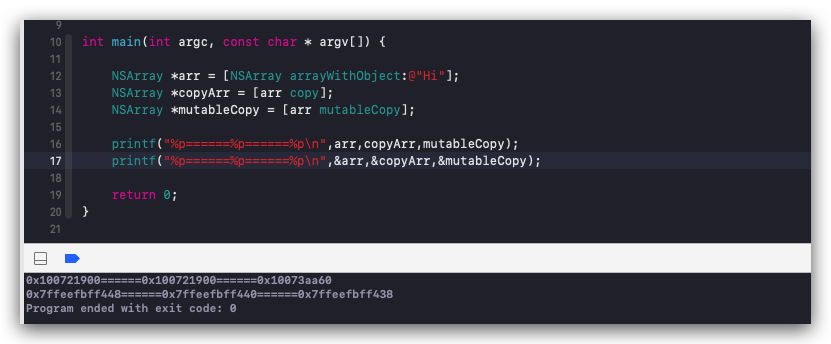 9
10 int main(int argc, const char * argv[]) {
11
12 NSArray *arr = [NSArray arrayWithObject:@"Hi"];
13 NSArray *copyArr = [arr copy];
14 NSArray *mutableCopy = [arr mutableCopy];
15
16 printf("%p======%p======%p\n",arr,copyArr,mutableCopy);
17 printf("%p======%p======%p\n",&arr,&copyArr,&mutableCopy);
18
19 return 0;
20 }
21
0x100721900======0x100721900======0x10073aa60
0x7ffeefbff448======0x7ffeefbff440======0x7ffeefbff438
Program ended with exit code: 0